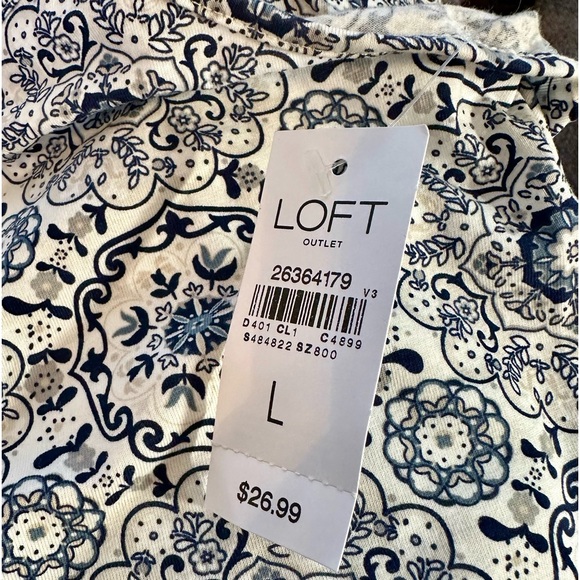 LOFT
OUTLET
26364179
V3
D401 CL1 C4899
S484822 SZ800
L
$26.99